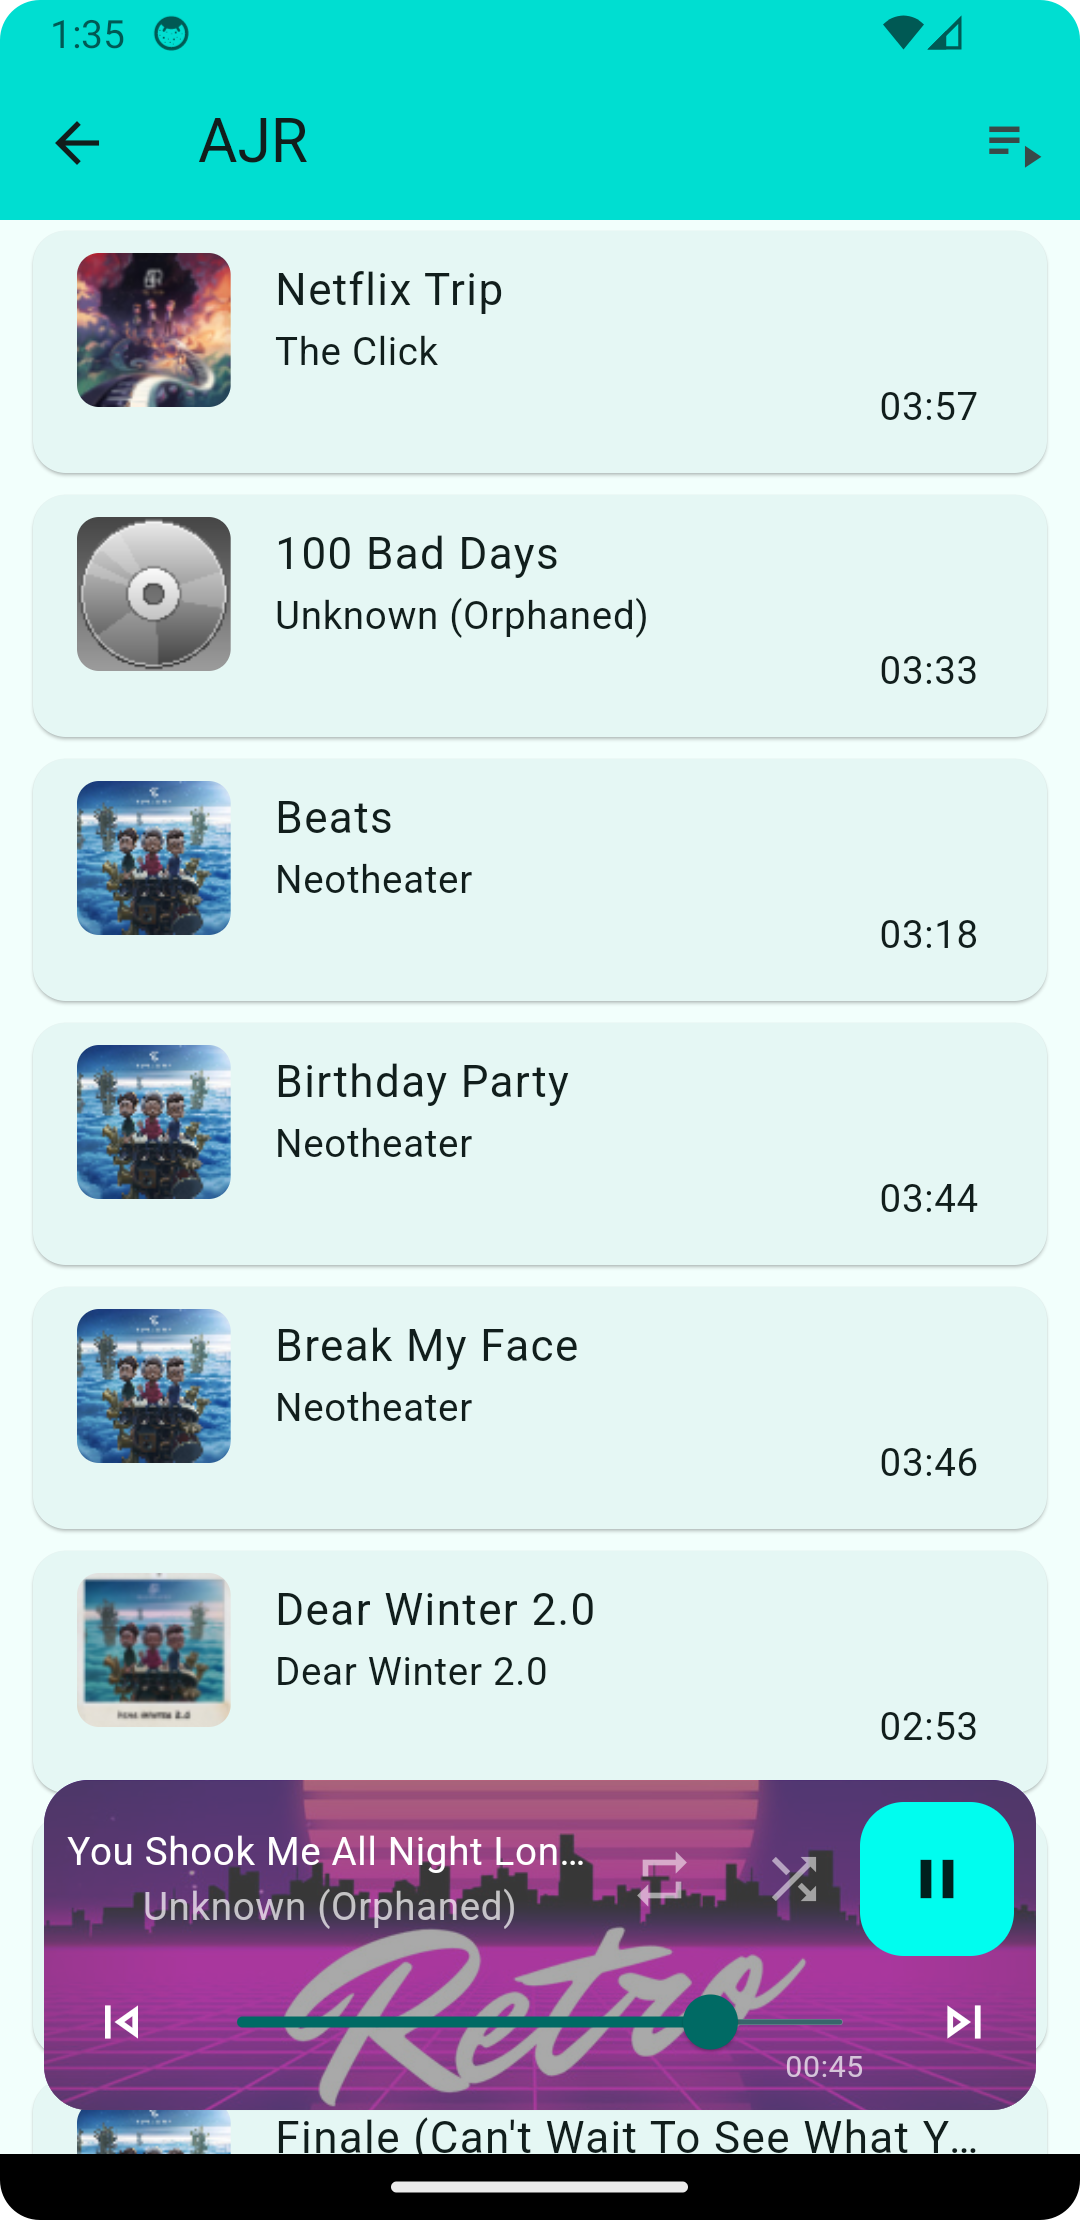 1:35
AJR
Netflix Trip
The Click
03:57
100 Bad Days
Unknown (Orphaned)
03:33
Beats
Neotheater
03:18
Birthday Party
Neotheater
03:44
Break My Face
Neotheater
03:46
Dear Winter 2.0
Dear Winter 2.0
02:53
You Shook Me All Night Lon...
Unknown (Orphaned)
Retro
00:45
Finale (Can't Wait To See What Y...